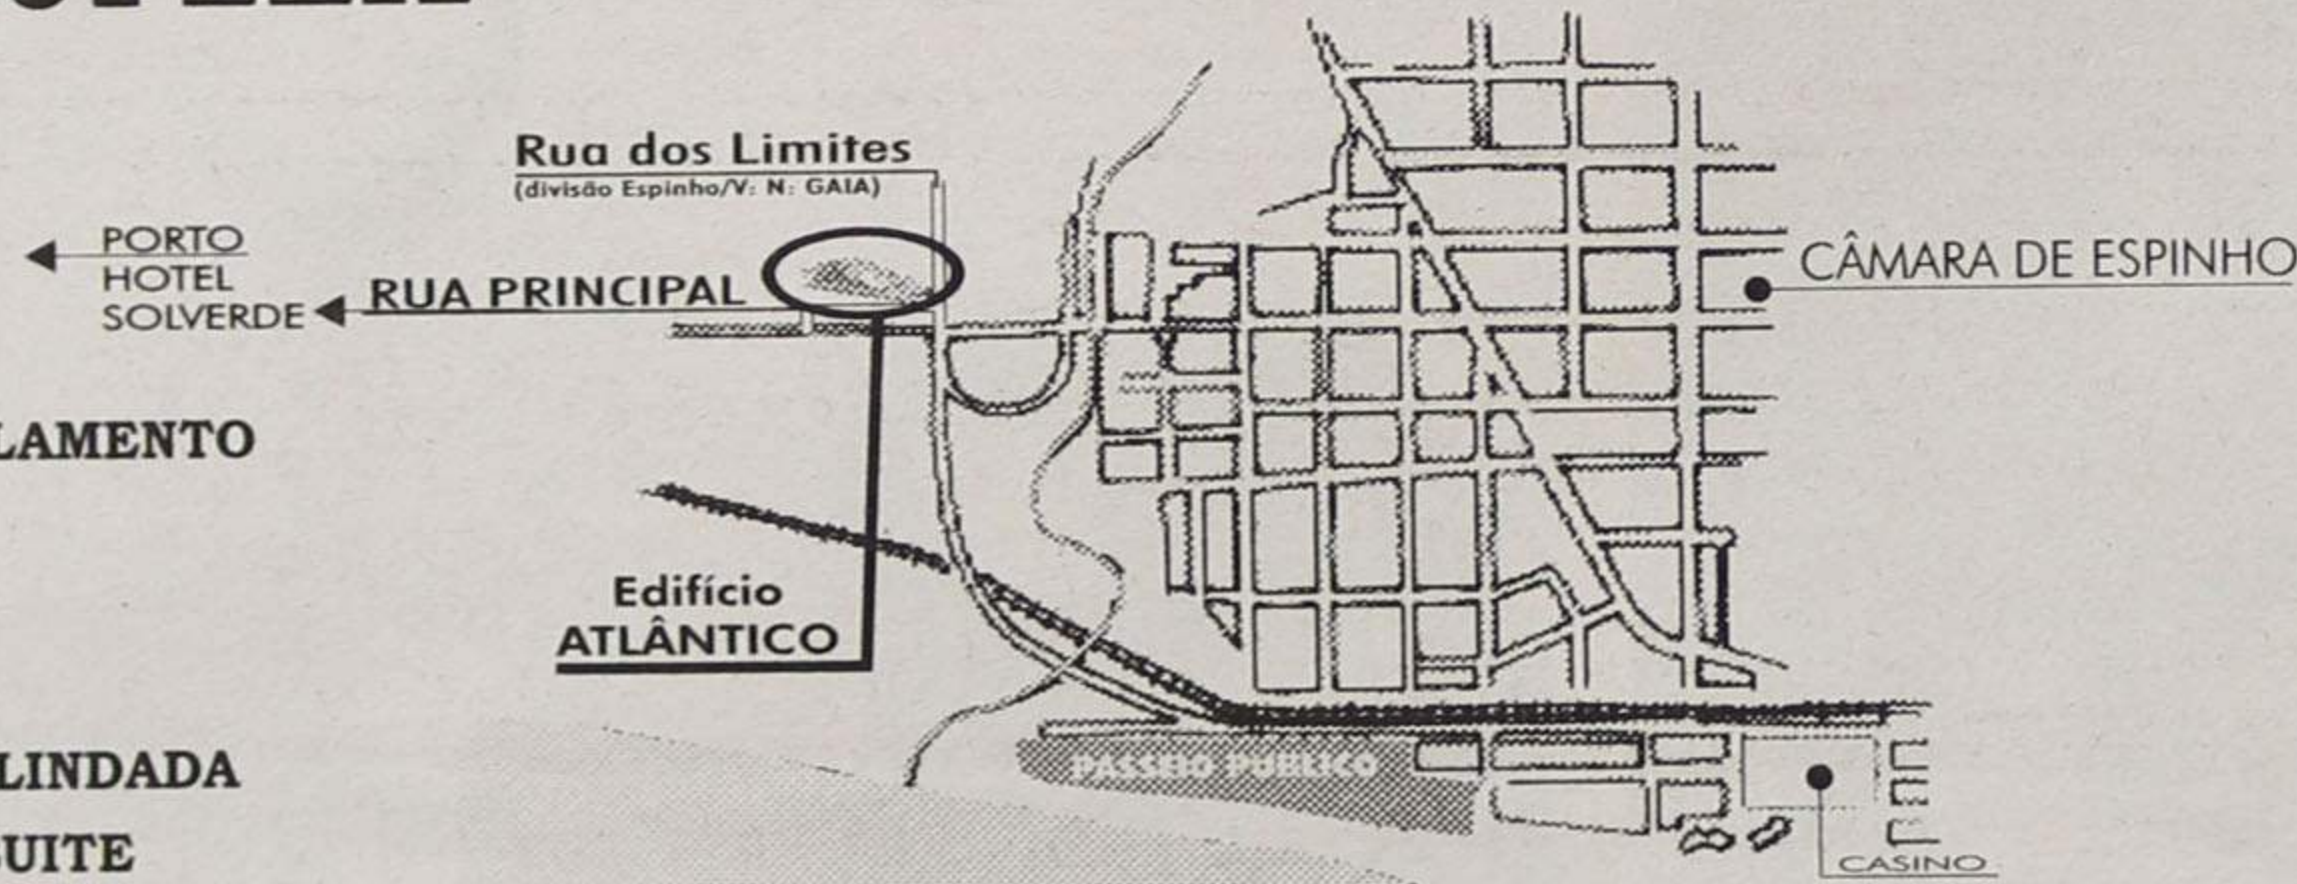 Rua dos Limites
(divisão Espinho/V: N: GAIA)
PORTO
HOTEL
SOLVERDE
RUA PRINCIPAL
CÂMARA DE ESPINHO
LAMENTO
Edifício
ATLÂNTICO
LINDADA
PASSEIO PUBLICO
UITE
CASINO